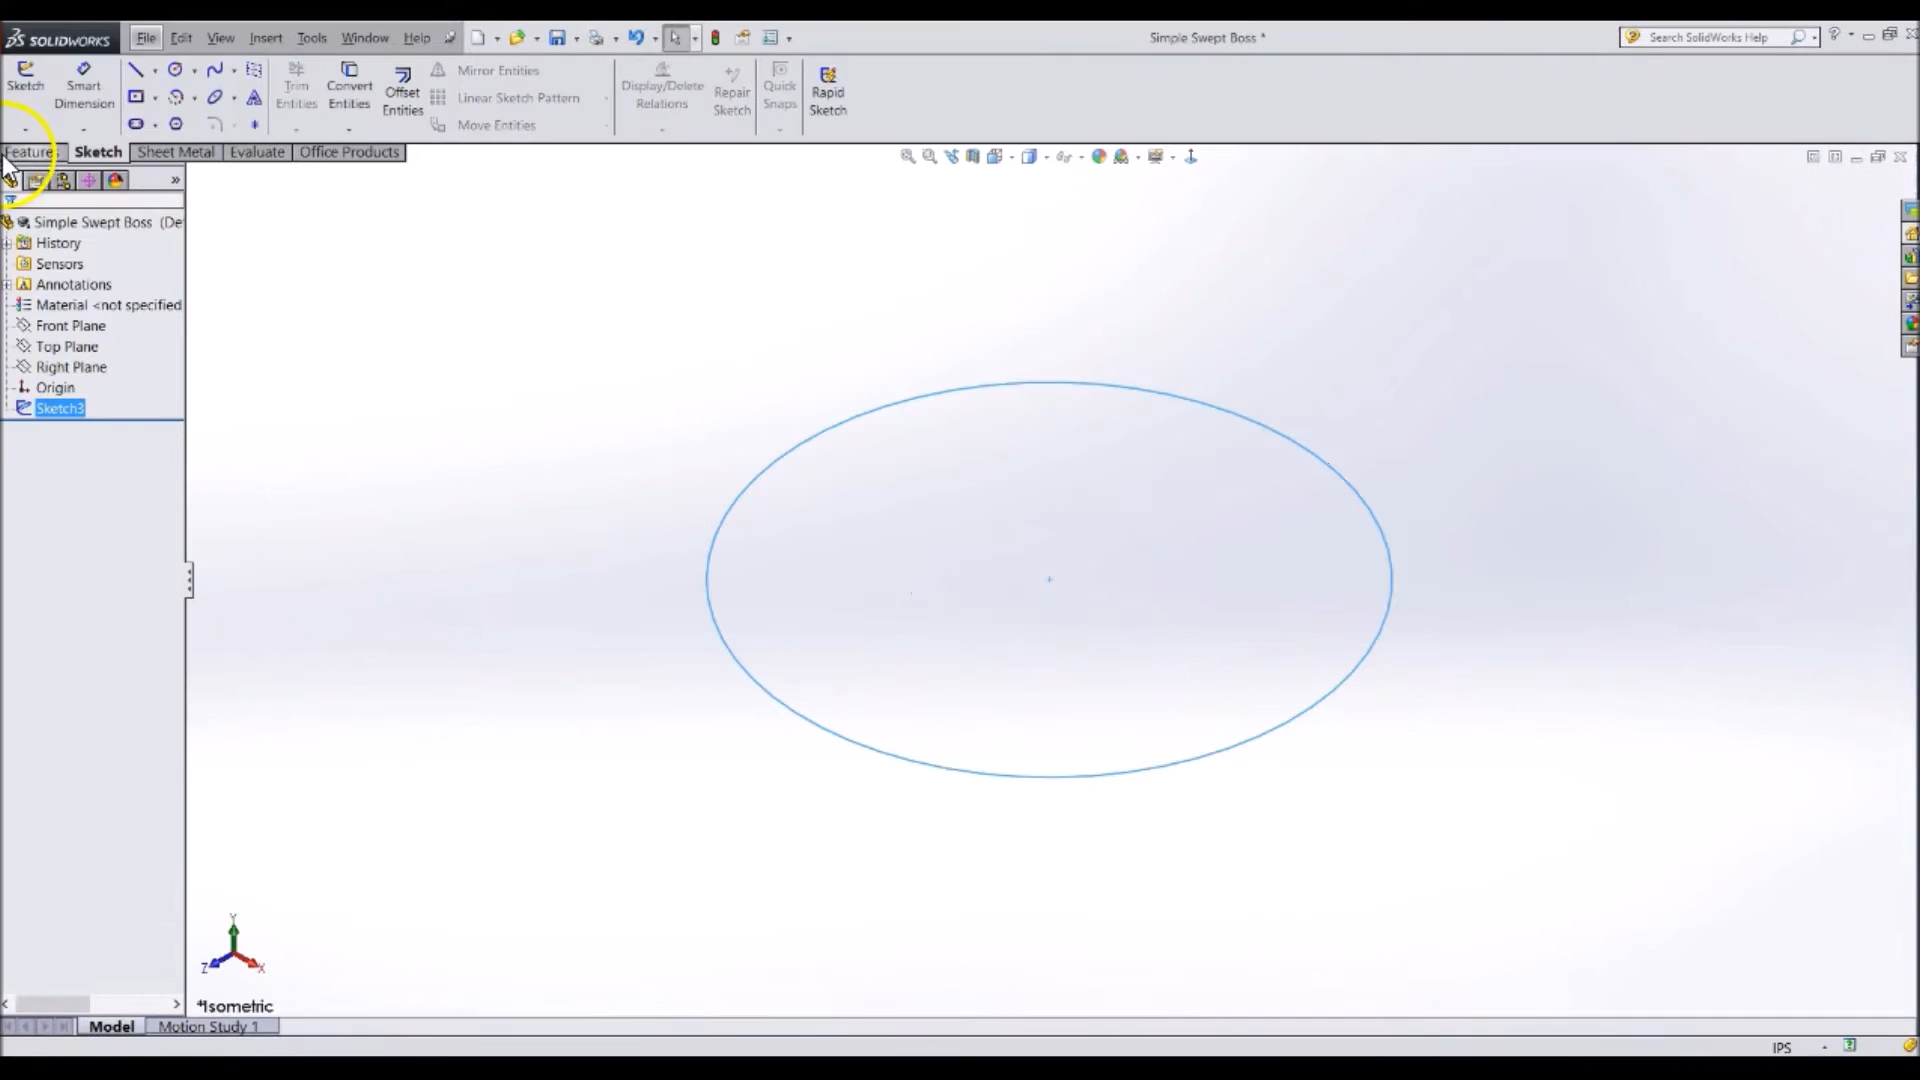 SOLIDWORKS File Edit View Insert Tools Window Help Simple Swept Boss * Search SolidWorks Help
Sketch
Smart
Dimension
Trim
Entities
Convert
Entities
Offset
Entities
Mirror Entities
Linear Sketch Pattern
Move Entities
Display/Delete
Relations
Repair
Sketch
Quick
Snaps
Rapid
Sketch
Features Sketch Sheet Metal Evaluate Office Products
Simple Swept Boss (De
History
Sensors
Annotations
Material <not specified
Front Plane
Top Plane
Right Plane
Origin
Sketch3
Y
Z X
*Isometric
Model Motion Study 1
IPS